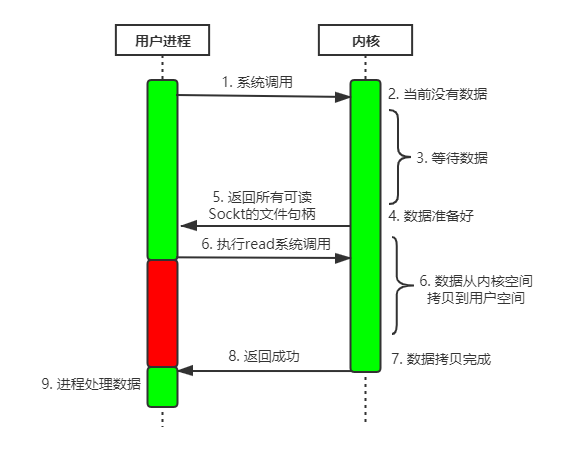 用户进程
内核
1. 系统调用
2. 当前没有数据
3. 等待数据
5. 返回所有可读
Sockt的文件句柄
4. 数据准备好
6. 执行read系统调用
6. 数据从内核空间
拷贝到用户空间
8. 返回成功
7. 数据拷贝完成
9. 进程处理数据